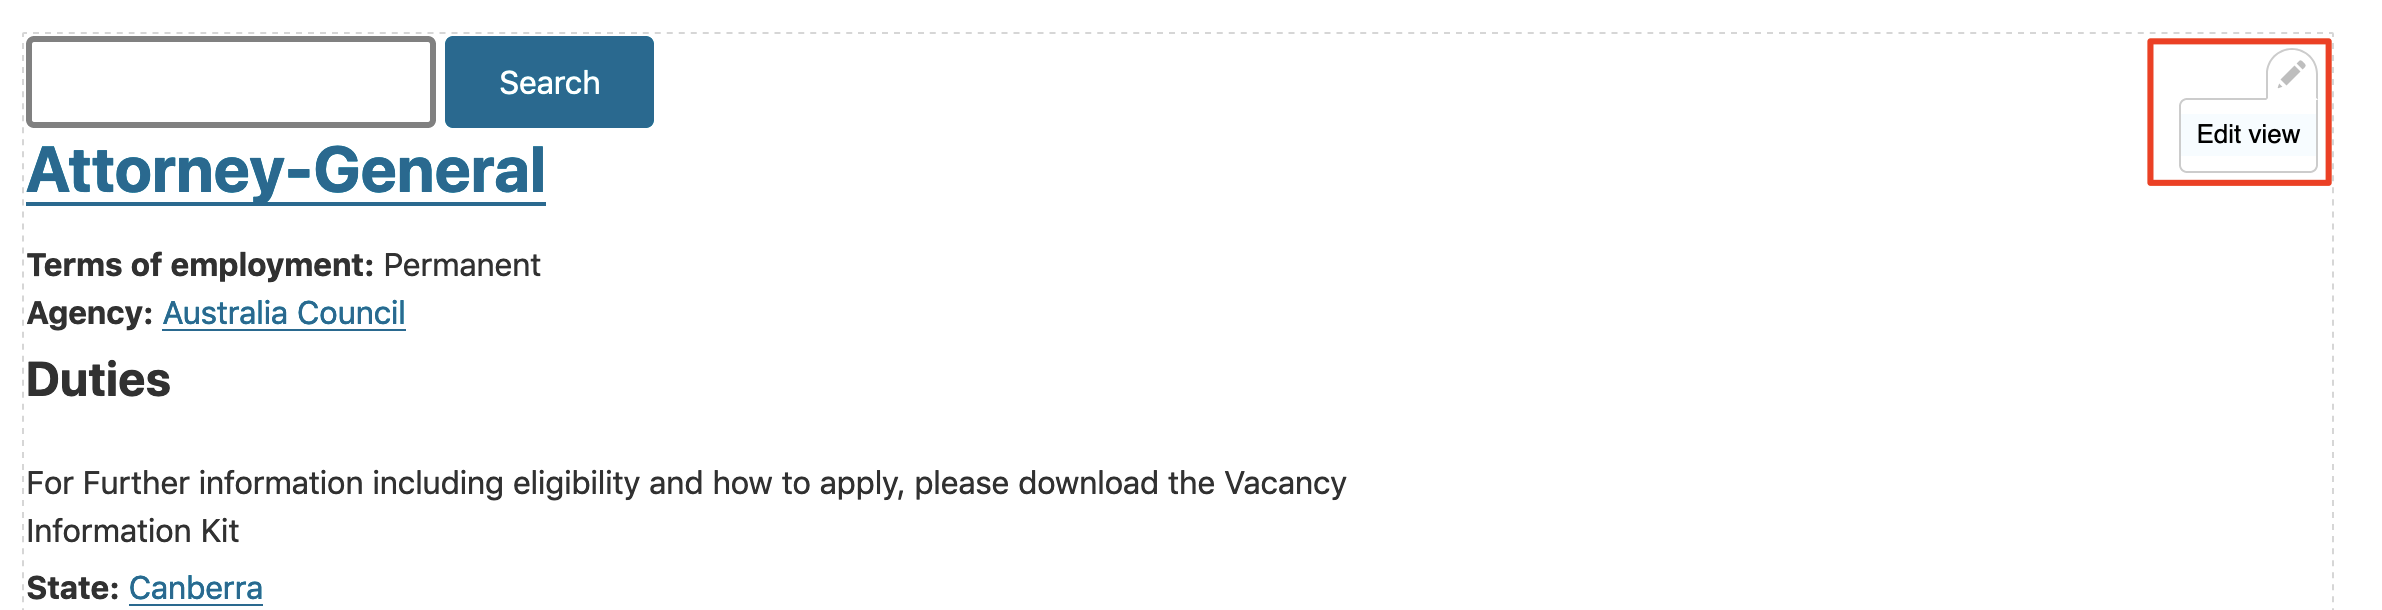 Search
Edit view
Attorney-General
Terms of employment: Permanent
Agency: Australia Council
Duties
For Further information including eligibility and how to apply, please download the Vacancy
Information Kit
State: Canberra